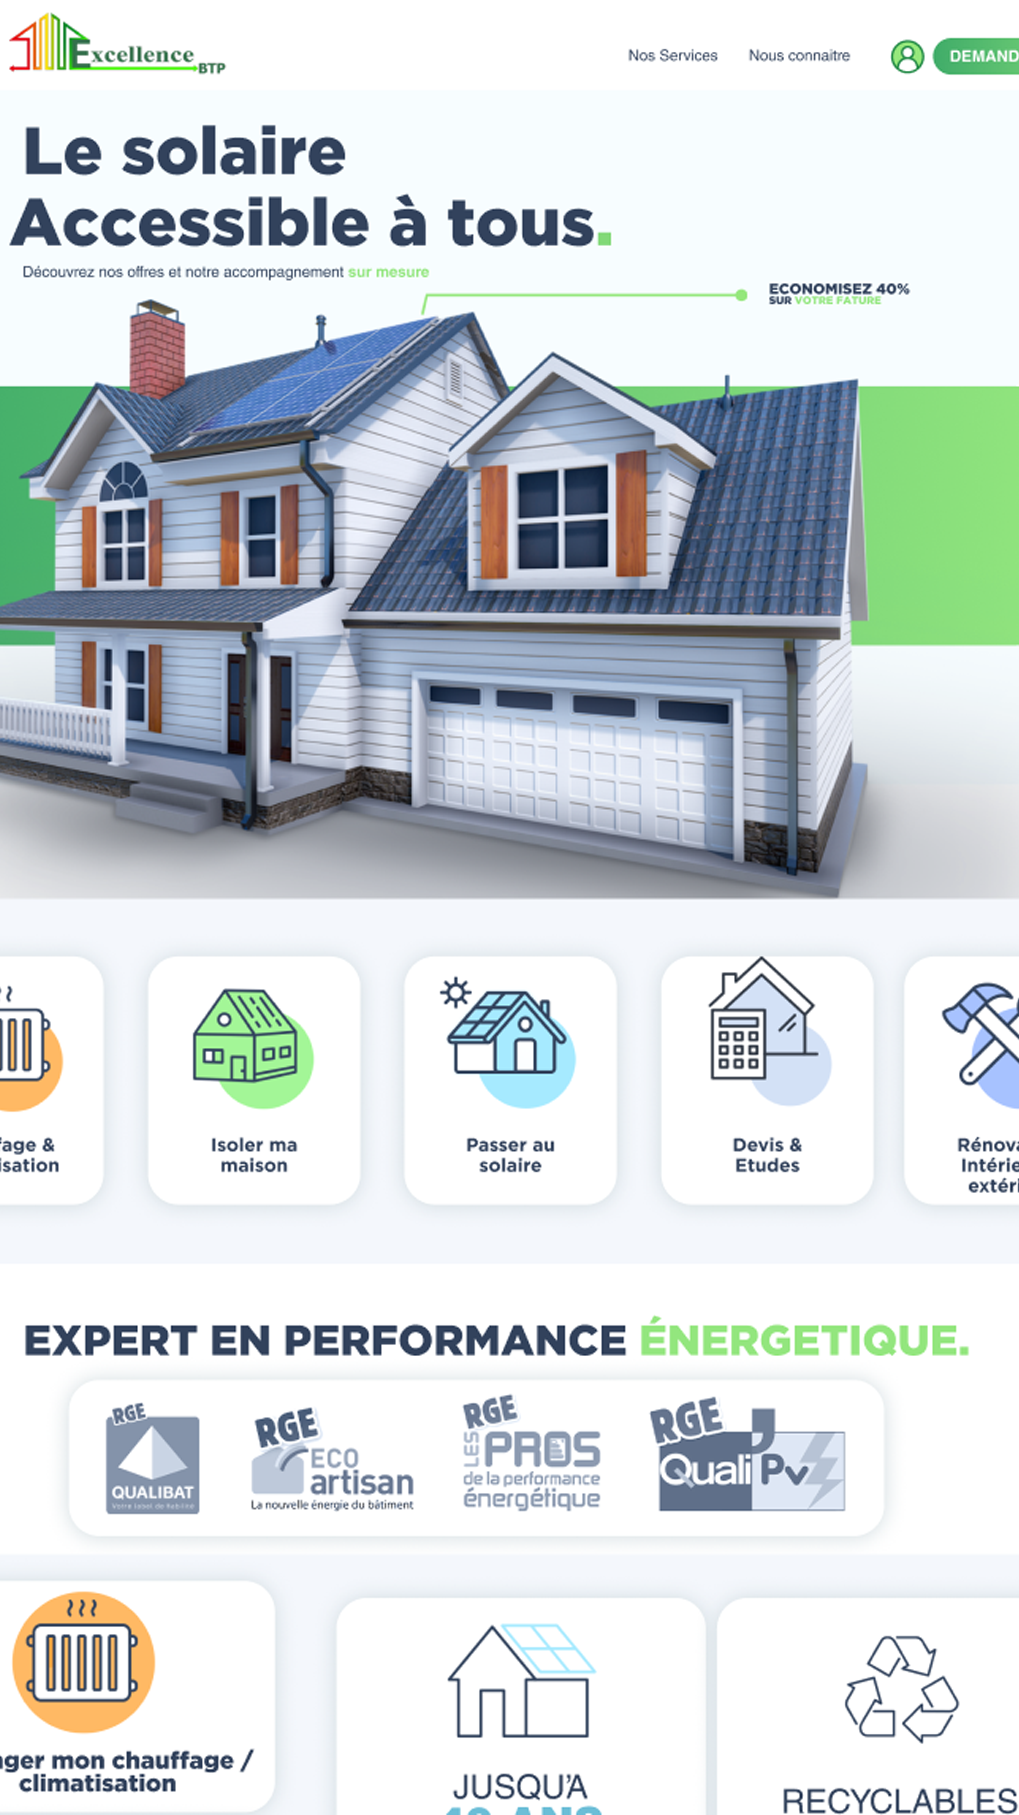 Excellence
BTP
Nos Services
Nous connaitre
DEMAND
Le solaire
Accessible à tous.
Découvrez nos offres et notre accompagnement sur mesure
ECONOMISEZ 40%
SUR VOTRE FATURE
fage &
isation
Isoler ma
maison
Passer au
solaire
Devis &
Etudes
Rénova
Intérie
extéri
EXPERT EN PERFORMANCE ÉNERGETIQUE.
RGE
QUALIBAT
Votre label de fiabilité
RGE
ECO
artisan
La nouvelle énergie du bâtiment
RGE
LES PROS
de la performance
énergétique
RGE
Quali'Pv
ger mon chauffage /
climatisation
JUSQU'A
10 ANS
RECYCLABLES